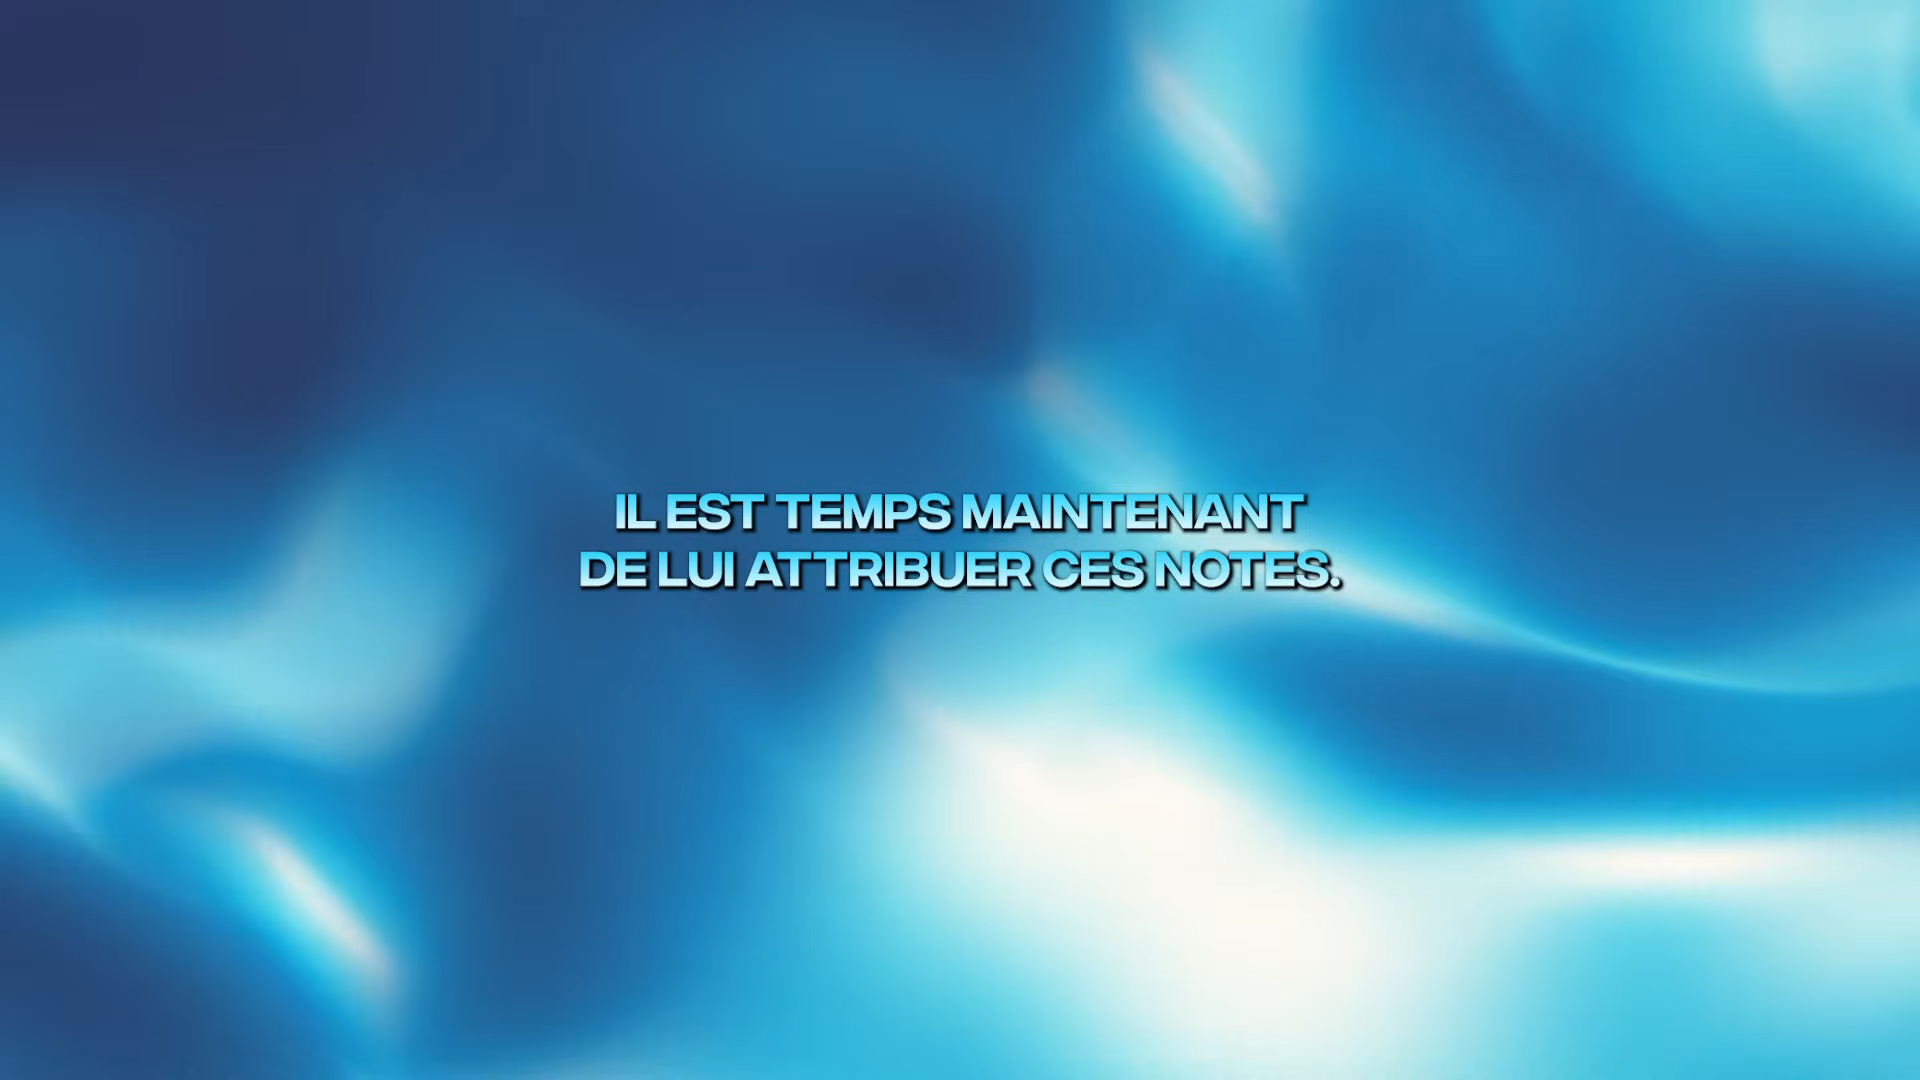 IL EST TEMPS MAINTENANT
DE LUI ATTRIBUER CES NOTES.